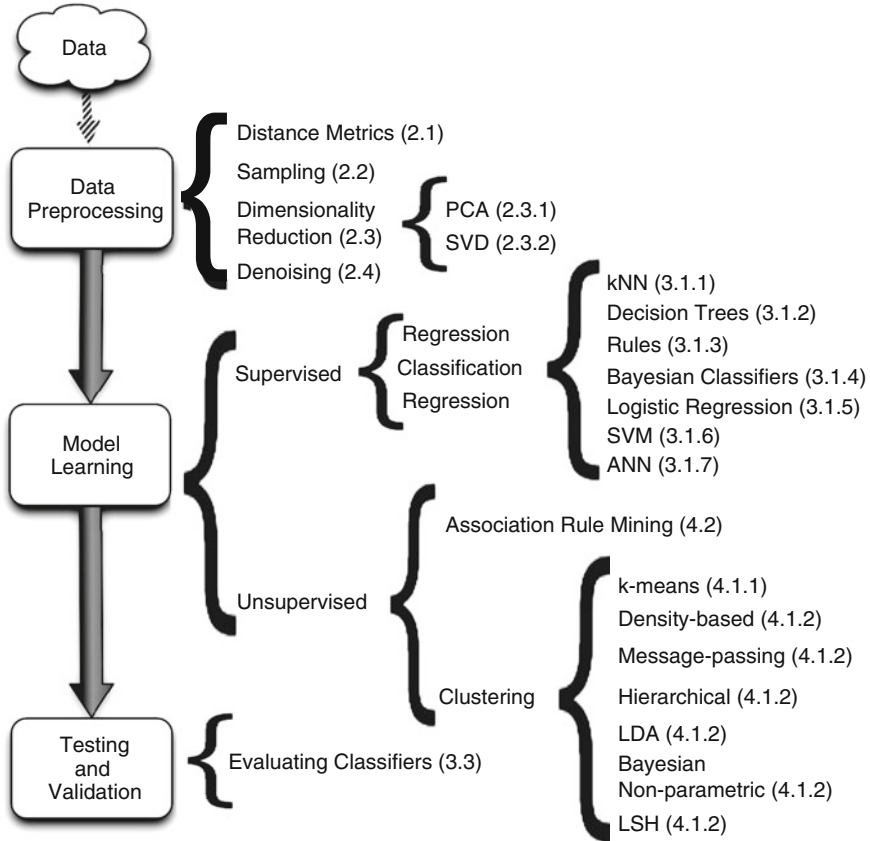 Data
Data
Preprocessing
Distance Metrics (2.1)
Sampling (2.2)
Dimensionality
Reduction (2.3)
Denoising (2.4)
PCA (2.3.1)
SVD (2.3.2)
Model
Learning
Supervised
Regression
Classification
Regression
kNN (3.1.1)
Decision Trees (3.1.2)
Rules (3.1.3)
Bayesian Classifiers (3.1.4)
Logistic Regression (3.1.5)
SVM (3.1.6)
ANN (3.1.7)
Unsupervised
Association Rule Mining (4.2)
Clustering
k-means (4.1.1)
Density-based (4.1.2)
Message-passing (4.1.2)
Hierarchical (4.1.2)
LDA (4.1.2)
Bayesian
Non-parametric (4.1.2)
LSH (4.1.2)
Testing
and
Validation
Evaluating Classifiers (3.3)